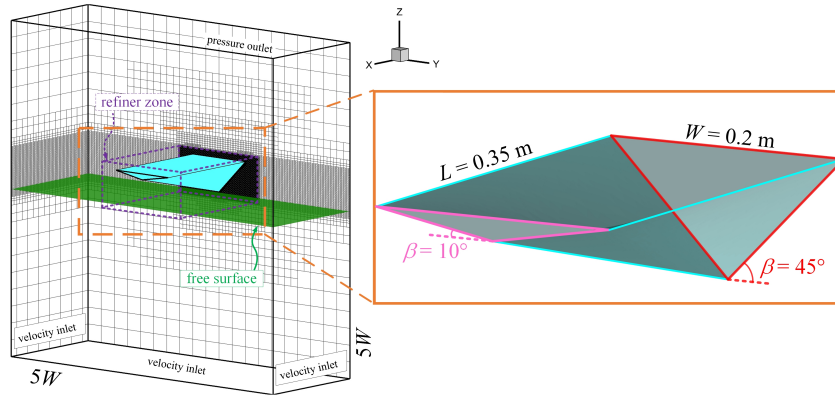 pressure outlet
Z
X
Y
refiner zone
L = 0.35 m
W = 0.2 m
β = 10°
β = 45°
free surface
velocity inlet
velocity inlet
velocity inlet
5W
5W